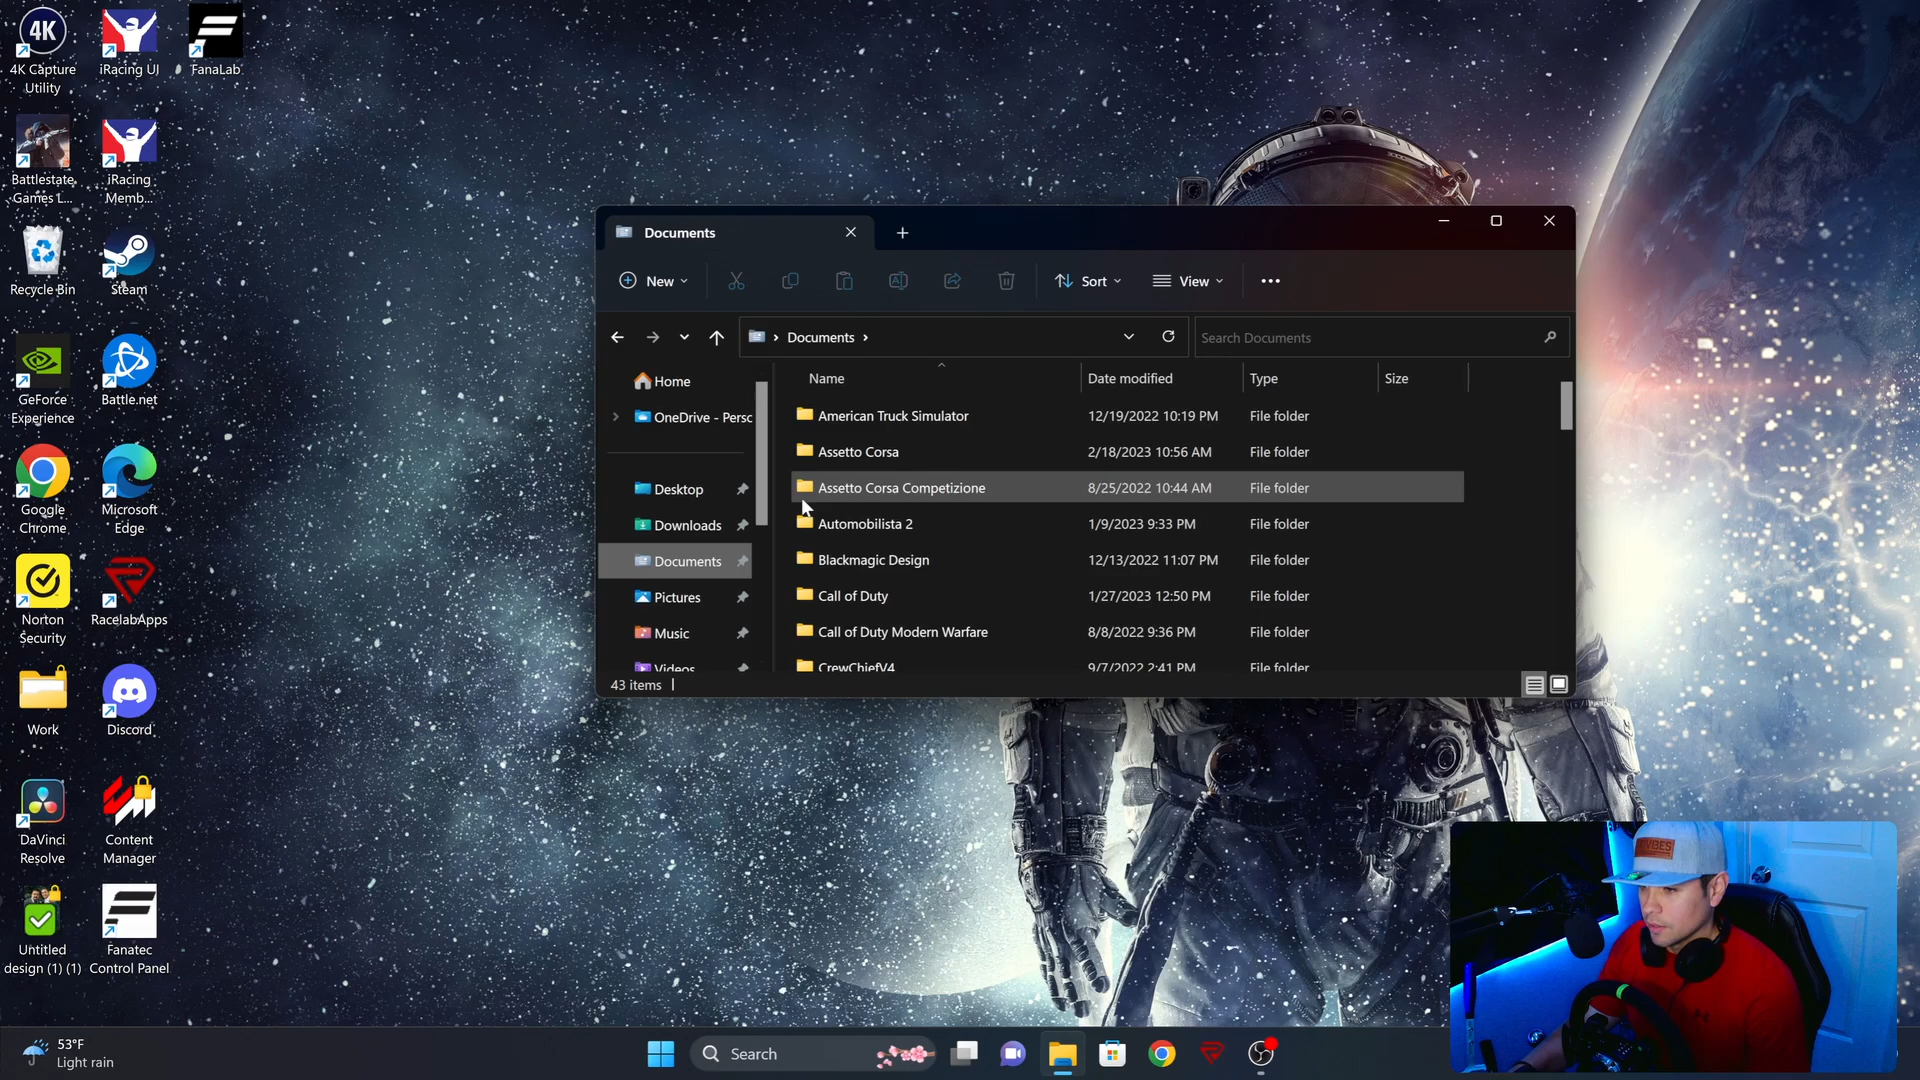 4K
4K Capture
Utility
iRacing UI
FanaLab
Battlestate
Games L...
iRacing
Memb...
Recycle Bin
Steam
GeForce
Experience
Battle.net
Google
Chrome
Microsoft
Edge
Norton
Security
RacelabApps
Work
Discord
DaVinci
Resolve
Content
Manager
Untitled
design (1) (1)
Fanatec
Control Panel
Documents
New
Sort
View
Documents
Search Documents
Home
OneDrive - Persc
Desktop
Downloads
Documents
Pictures
Music
Videos
Name Date modified Type Size
American Truck Simulator 12/19/2022 10:19 PM File folder
Assetto Corsa 2/18/2023 10:56 AM File folder
Assetto Corsa Competizione 8/25/2022 10:44 AM File folder
Automobilista 2 1/9/2023 9:33 PM File folder
Blackmagic Design 12/13/2022 11:07 PM File folder
Call of Duty 1/27/2023 12:50 PM File folder
Call of Duty Modern Warfare 8/8/2022 9:36 PM File folder
CrewChiefV4 9/7/2022 2:41 PM File folder
43 items
VIBES
53°F
Light rain
Search